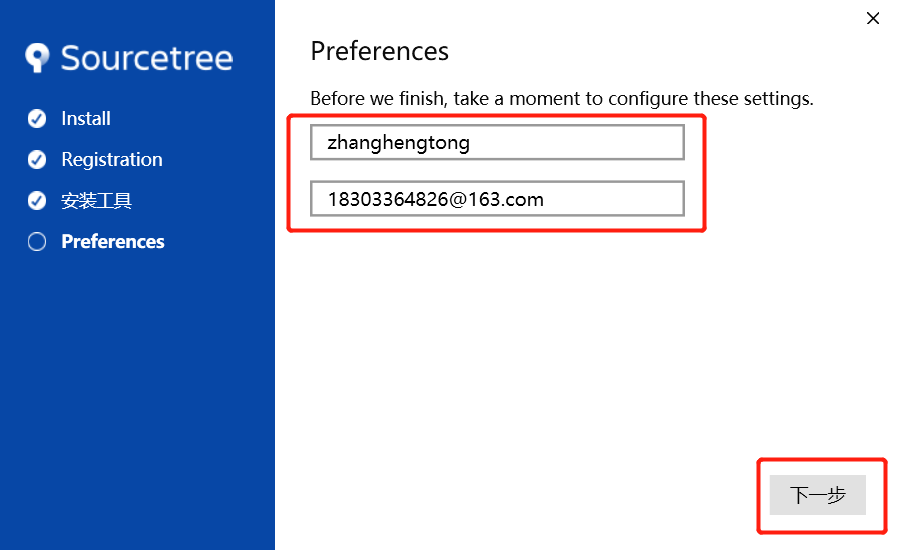 Sourcetree
Install
Registration
安装工具
Preferences
Preferences
Before we finish, take a moment to configure these settings.
zhanghengtong
18303364826@163.com
下一步